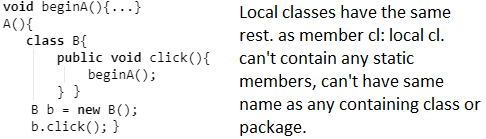 void beginA(){...}
A(){
class B{
public void click(){
beginA();
} }
B b = new B();
b.click(); }
Local classes have the same
rest. as member cl: local cl.
can't contain any static
members, can't have same
name as any containing class or
package.